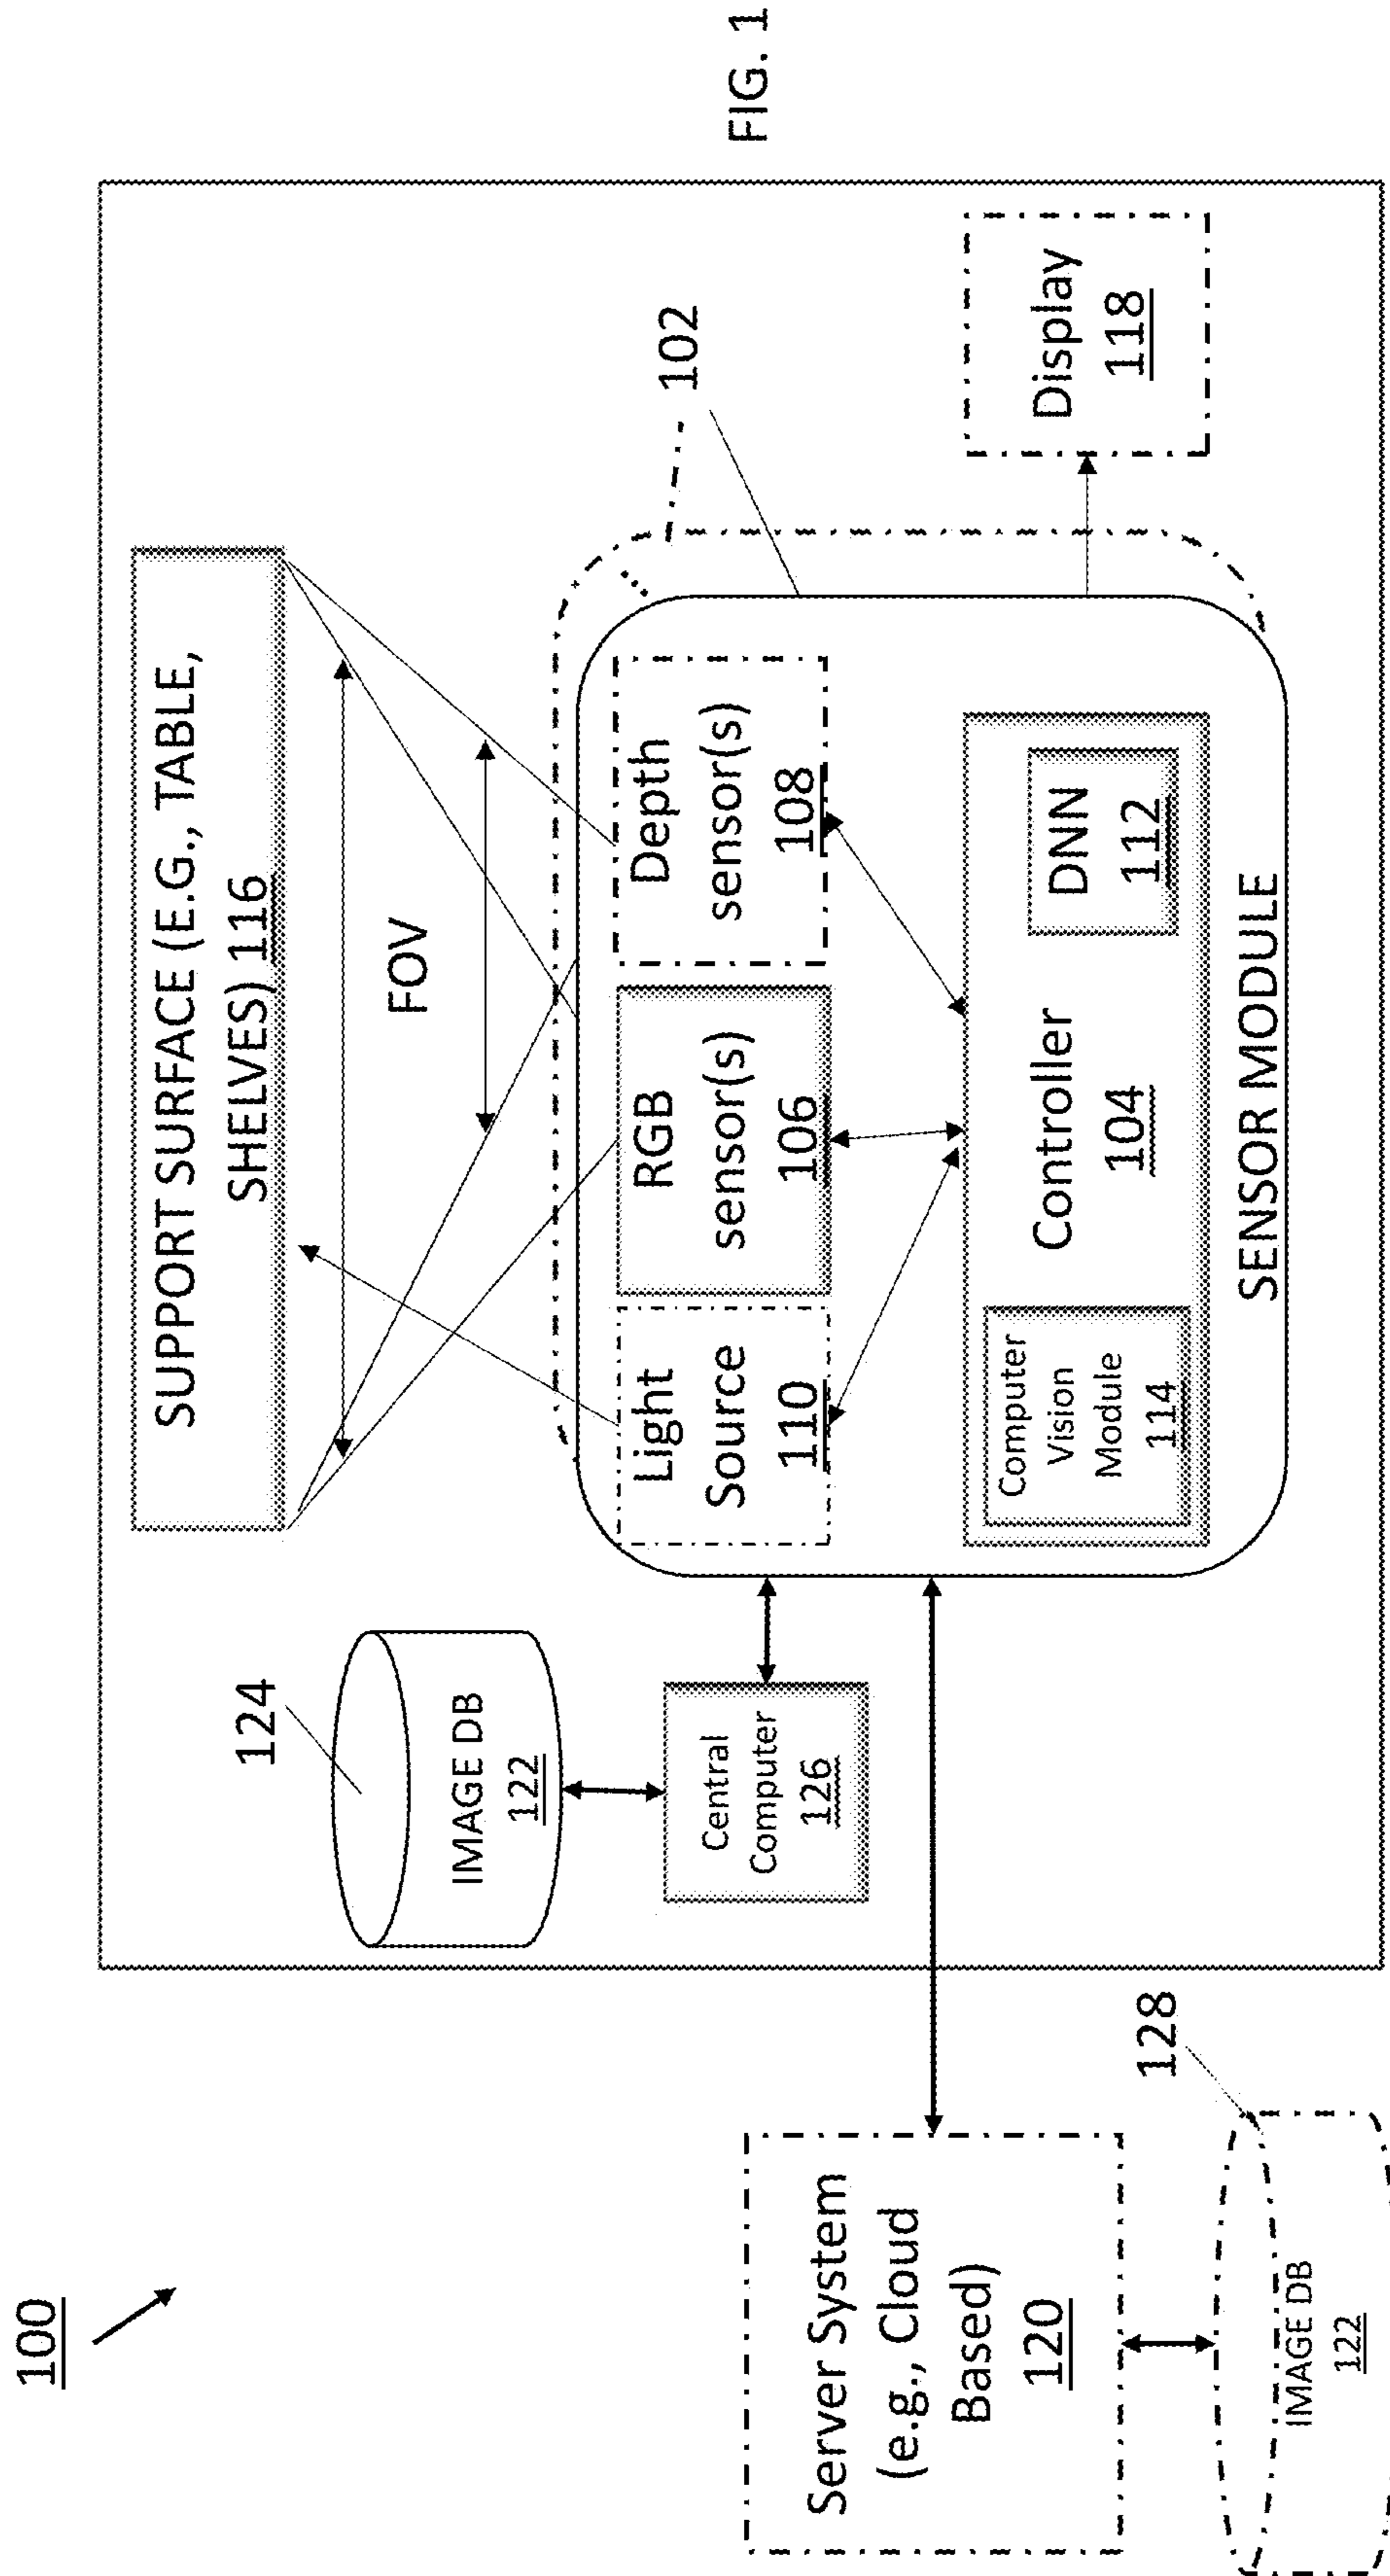 100
SUPPORT SURFACE (E.G., TABLE,
SHELVES) 116
FOV
124
IMAGE DB
122
Central
Computer
126
102
Light
Source
110
RGB
sensor(s)
106
Depth
sensor(s)
108
Computer
Vision
Module
114
Controller
104
DNN
112
SENSOR MODULE
Display
118
Server System
(e.g., Cloud
Based)
120
128
IMAGE DB
122
FIG. 1